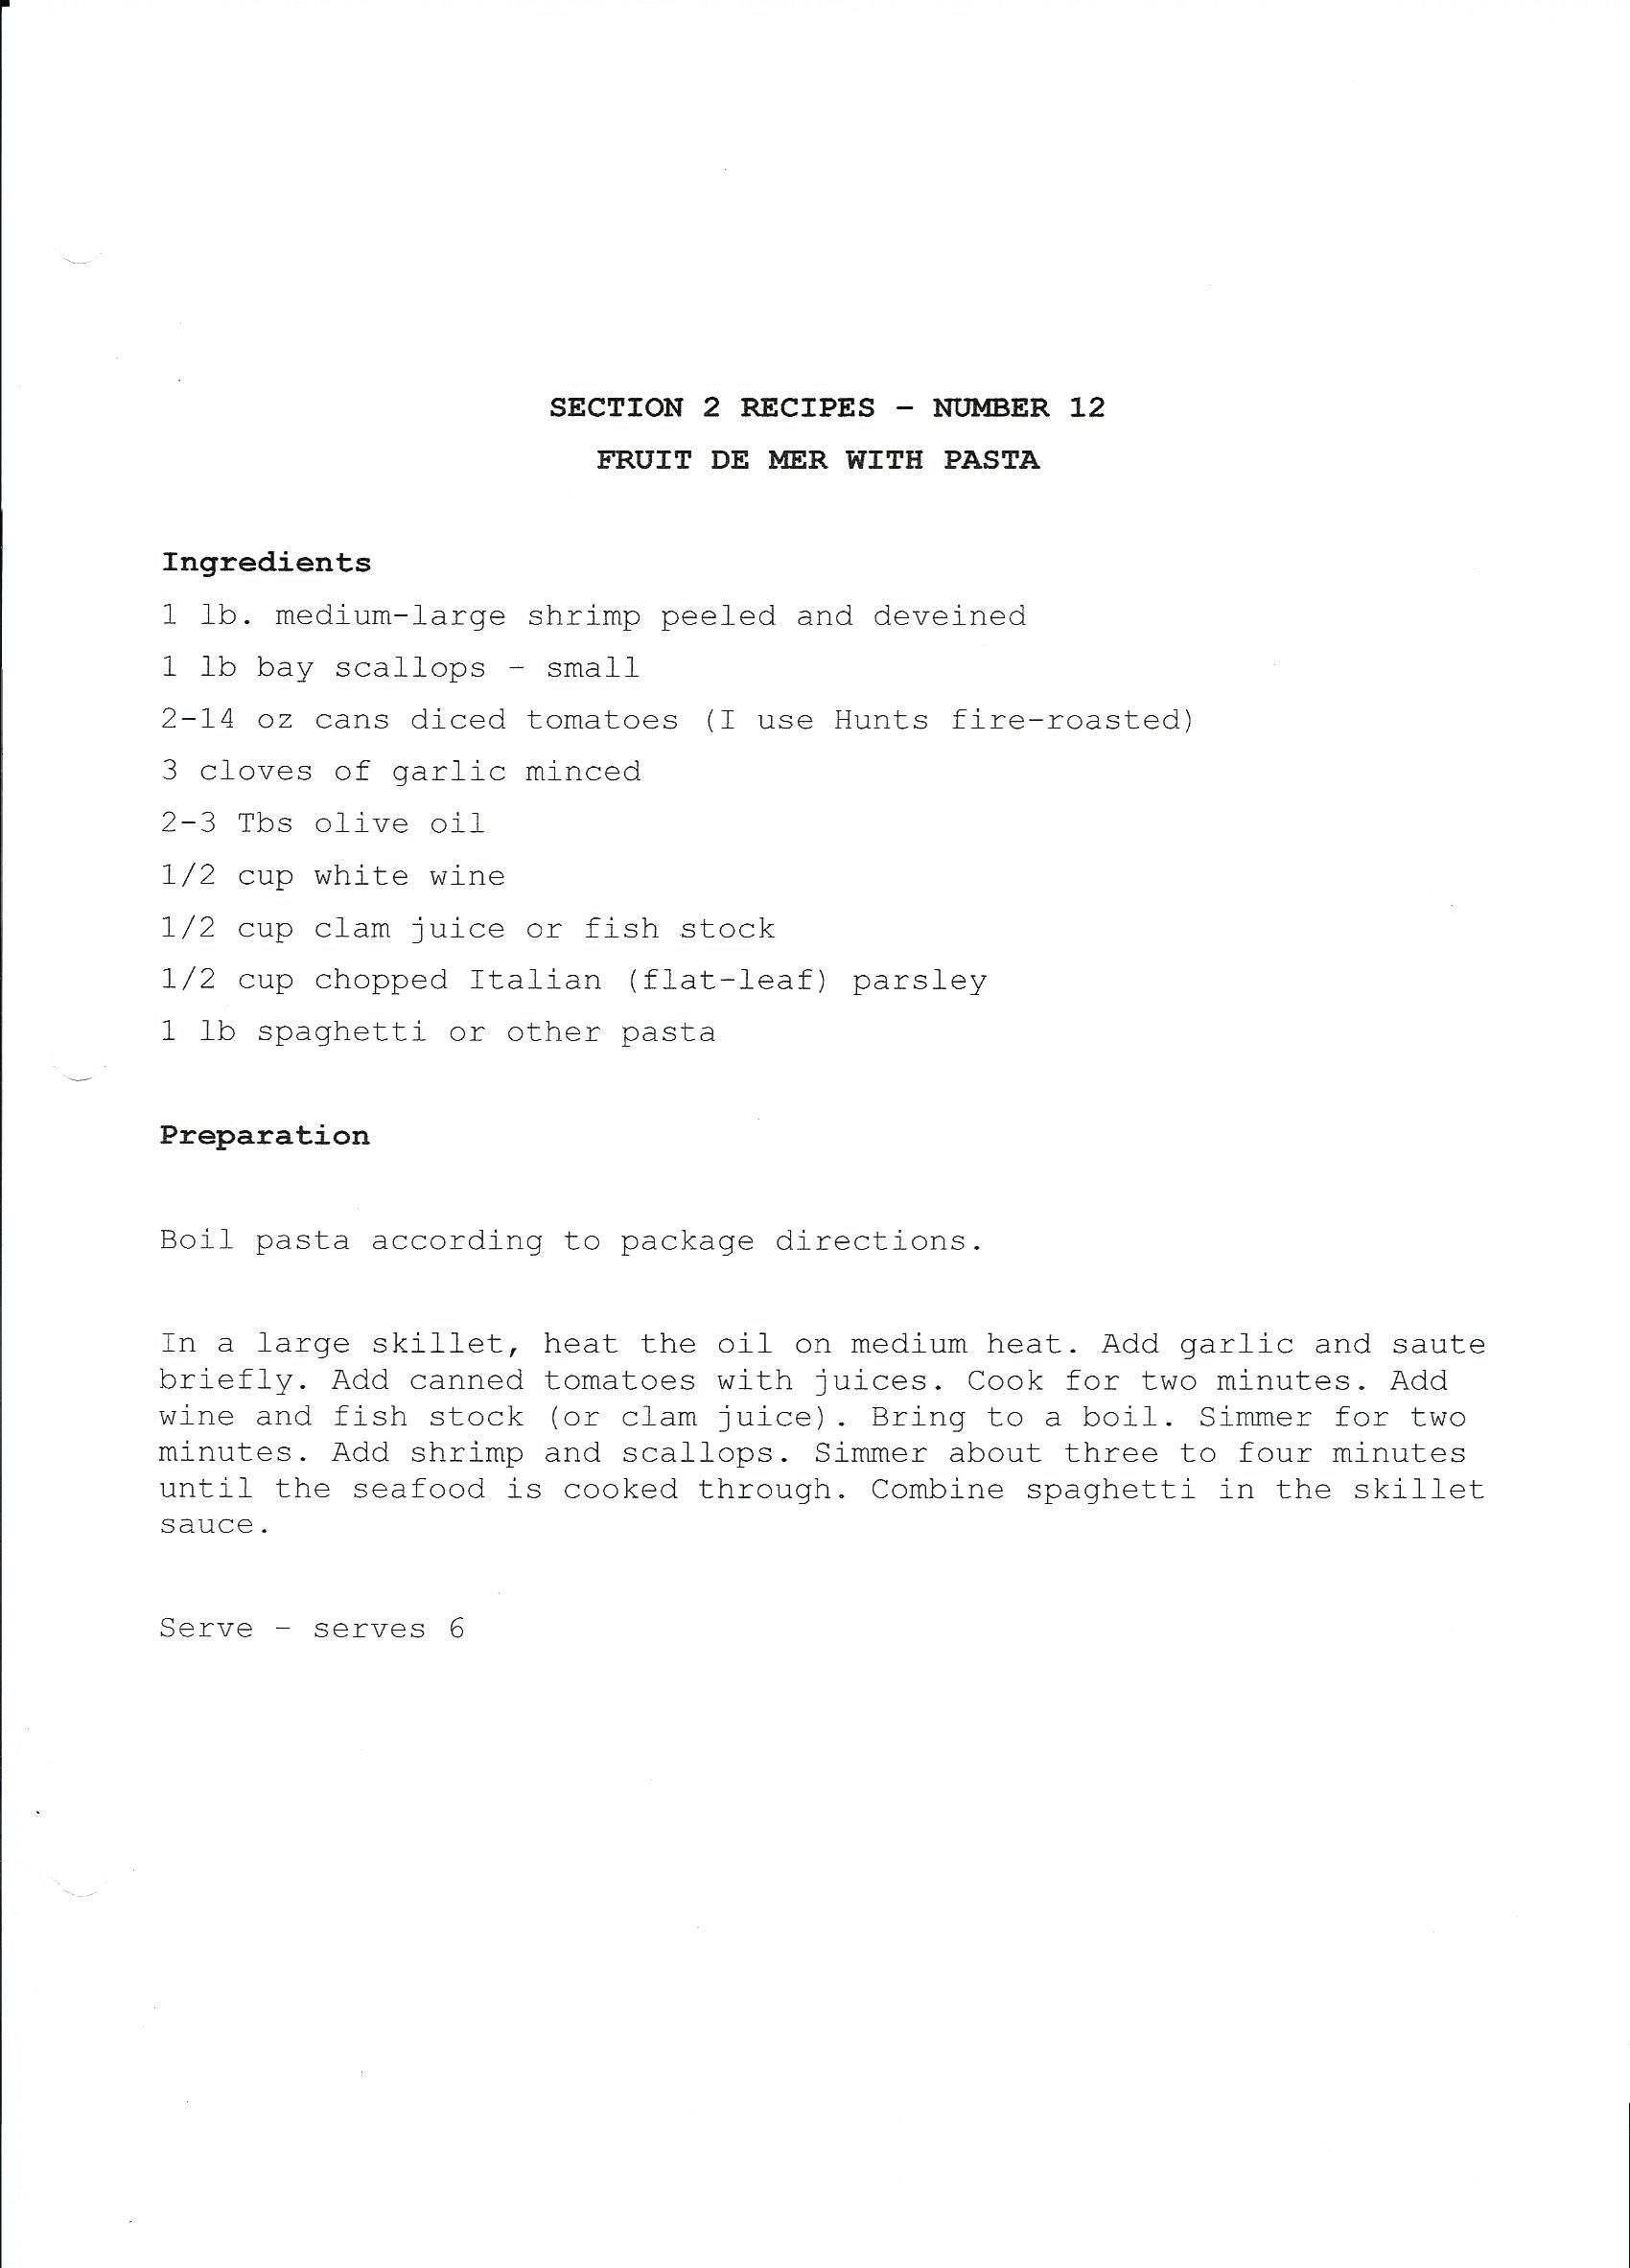 SECTION 2 RECIPES - NUMBER 12
FRUIT DE MER WITH PASTA
Ingredients
1 lb. medium-large shrimp peeled and deveined
1 lb bay scallops - small
2-14 oz cans diced tomatoes (I use Hunts fire-roasted)
3 cloves of garlic minced
2-3 Tbs olive oil
1/2 cup white wine
1/2 cup clam juice or fish stock
1/2 cup chopped Italian (flat-leaf) parsley
1 lb spaghetti or other pasta
Preparation
Boil pasta according to package directions.
In a large skillet, heat the oil on medium heat. Add garlic and saute
briefly. Add canned tomatoes with juices. Cook for two minutes. Add
wine and fish stock (or clam juice). Bring to a boil. Simmer for two
minutes. Add shrimp and scallops. Simmer about three to four minutes
until the seafood is cooked through. Combine spaghetti in the skillet
sauce.
Serve - serves 6